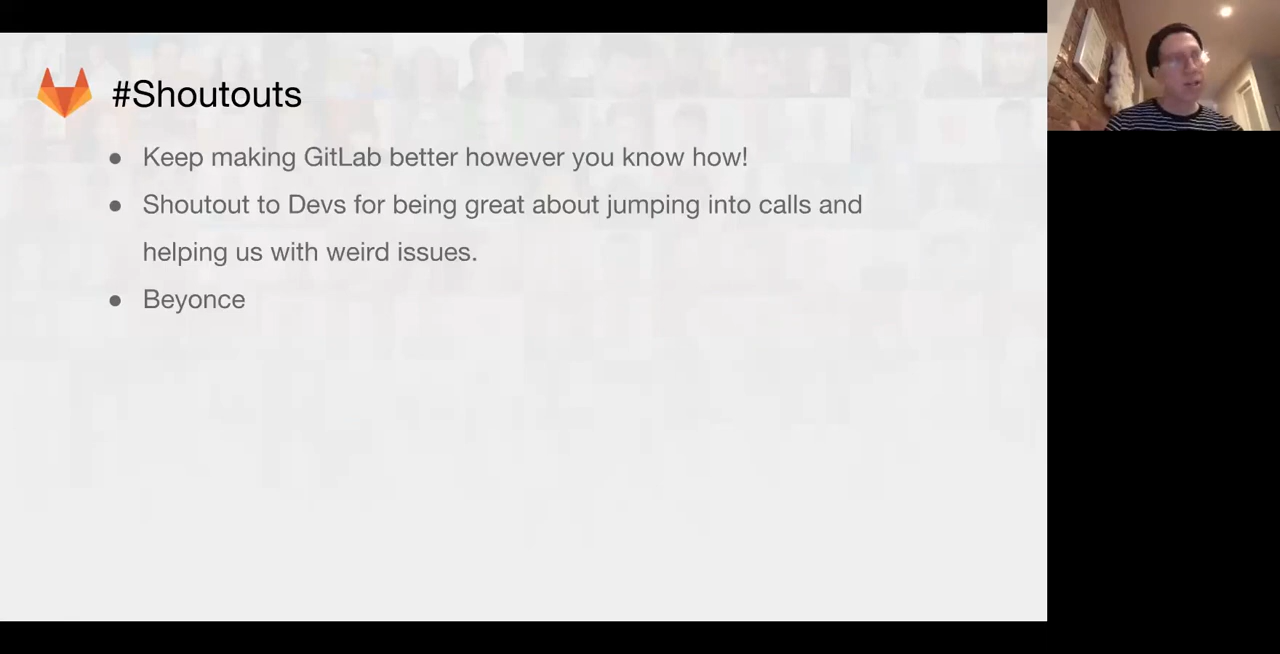 #Shoutouts
● Keep making GitLab better however you know how!
● Shoutout to Devs for being great about jumping into calls and
helping us with weird issues.
● Beyonce